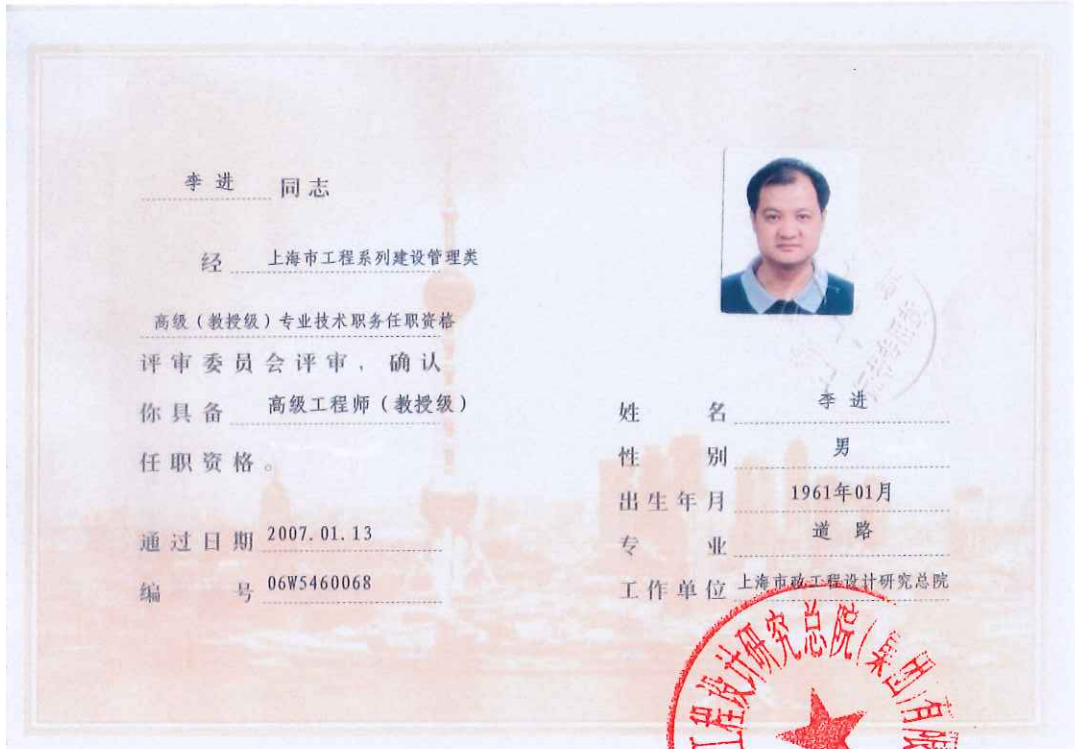 李进 同志
经 上海市工程系列建设管理类
高级（教授级）专业技术职务任职资格
评审委员会评审，确认
你具备 高级工程师（教授级）
任职资格。
通过日期 2007.01.13
编号 06W5460068
姓名 李进
性别 男
出生年月 1961年01月
专业 道路
工作单位 上海市政工程设计研究总院
工程设计研究总院(集团)有限